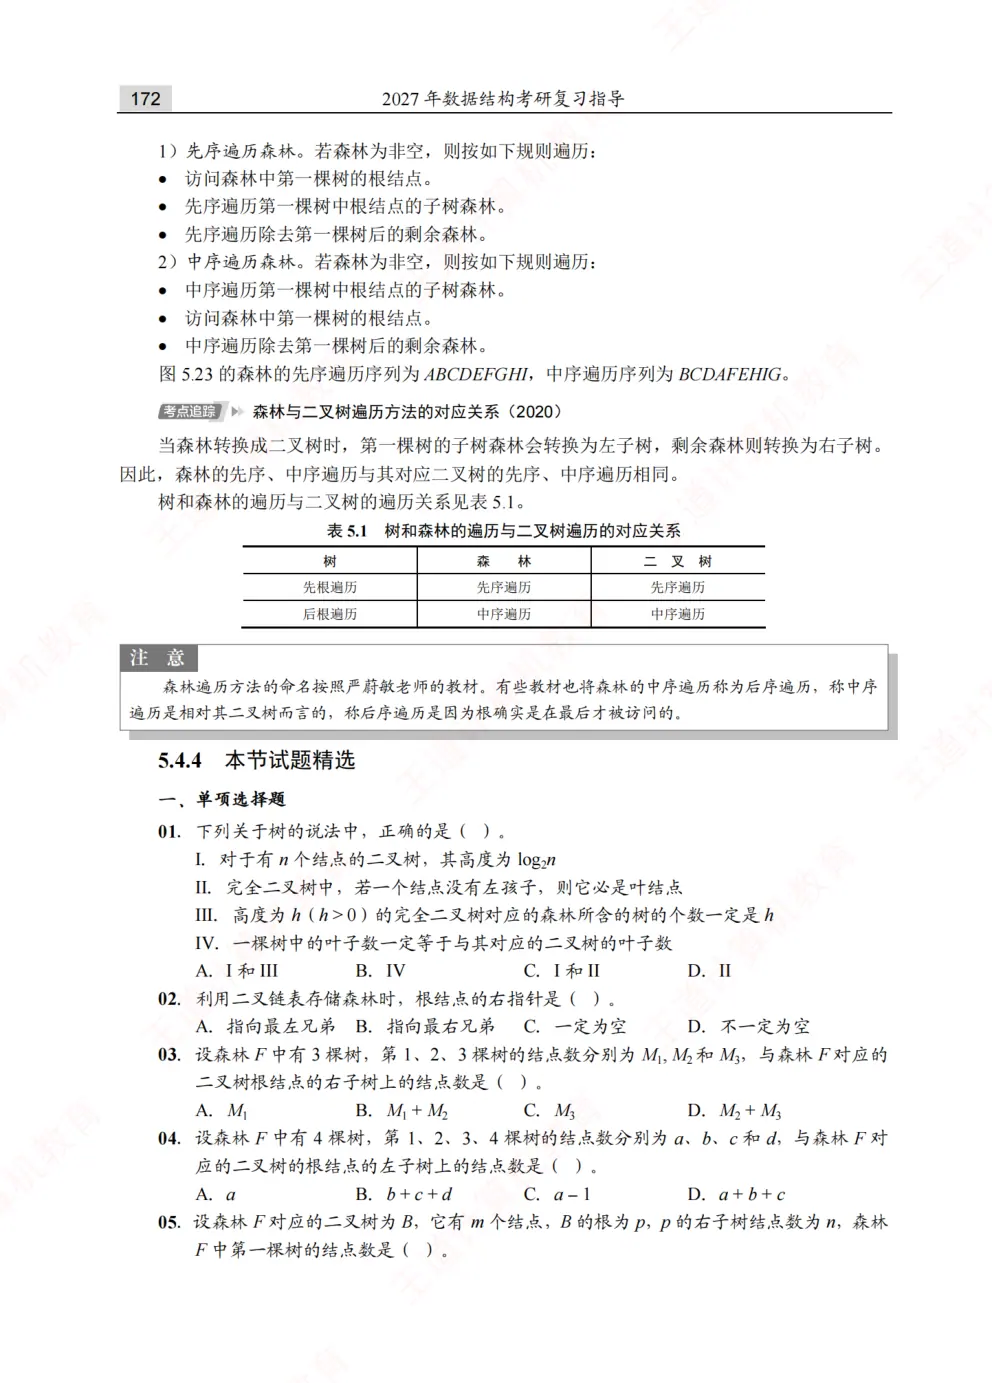 172
2027 年数据结构考研复习指导
1）先序遍历森林。若森林为非空，则按如下规则遍历：
● 访问森林中第一棵树的根结点。
● 先序遍历第一棵树中根结点的子树森林。
● 先序遍历除去第一棵树后的剩余森林。
2）中序遍历森林。若森林为非空，则按如下规则遍历：
● 中序遍历第一棵树中根结点的子树森林。
● 访问森林中第一棵树的根结点。
● 中序遍历除去第一棵树后的剩余森林。
图 5.23 的森林的先序遍历序列为 ABCDEFGHI，中序遍历序列为 BCDAFEHIG。
考点追踪 森林与二叉树遍历方法的对应关系（2020）
当森林转换成二叉树时，第一棵树的子树森林会转换为左子树，剩余森林则转换为右子树。
因此，森林的先序、中序遍历与其对应二叉树的先序、中序遍历相同。
树和森林的遍历与二叉树的遍历关系见表 5.1。
表 5.1 树和森林的遍历与二叉树遍历的对应关系
树 森 林 二 叉 树
先根遍历 先序遍历 先序遍历
后根遍历 中序遍历 中序遍历
注 意
森林遍历方法的命名按照严蔚敏老师的教材。有些教材也将森林的中序遍历称为后序遍历，称中序
遍历是相对其二叉树而言的，称后序遍历是因为根确实是在最后才被访问的。
5.4.4 本节试题精选
一、单项选择题
01. 下列关于树的说法中，正确的是（ ）。
I. 对于有 n 个结点的二叉树，其高度为 log₂n
II. 完全二叉树中，若一个结点没有左孩子，则它必是叶结点
III. 高度为 h（h > 0）的完全二叉树对应的森林所含的树的个数一定是 h
IV. 一棵树中的叶子数一定等于与其对应的二叉树的叶子数
A. I 和 III B. IV C. I 和 II D. II
02. 利用二叉链表存储森林时，根结点的右指针是（ ）。
A. 指向最左兄弟 B. 指向最右兄弟 C. 一定为空 D. 不一定为空
03. 设森林 F 中有 3 棵树，第 1、2、3 棵树的结点数分别为 M₁, M₂ 和 M₃，与森林 F 对应的
二叉树根结点的右子树上的结点数是（ ）。
A. M₁ B. M₁ + M₂ C. M₃ D. M₂ + M₃
04. 设森林 F 中有 4 棵树，第 1、2、3、4 棵树的结点数分别为 a、b、c 和 d，与森林 F 对
应的二叉树的根结点的左子树上的结点数是（ ）。
A. a B. b + c + d C. a – 1 D. a + b + c
05. 设森林 F 对应的二叉树为 B，它有 m 个结点，B 的根为 p，p 的右子树结点数为 n，森林
F 中第一棵树的结点数是（ ）。